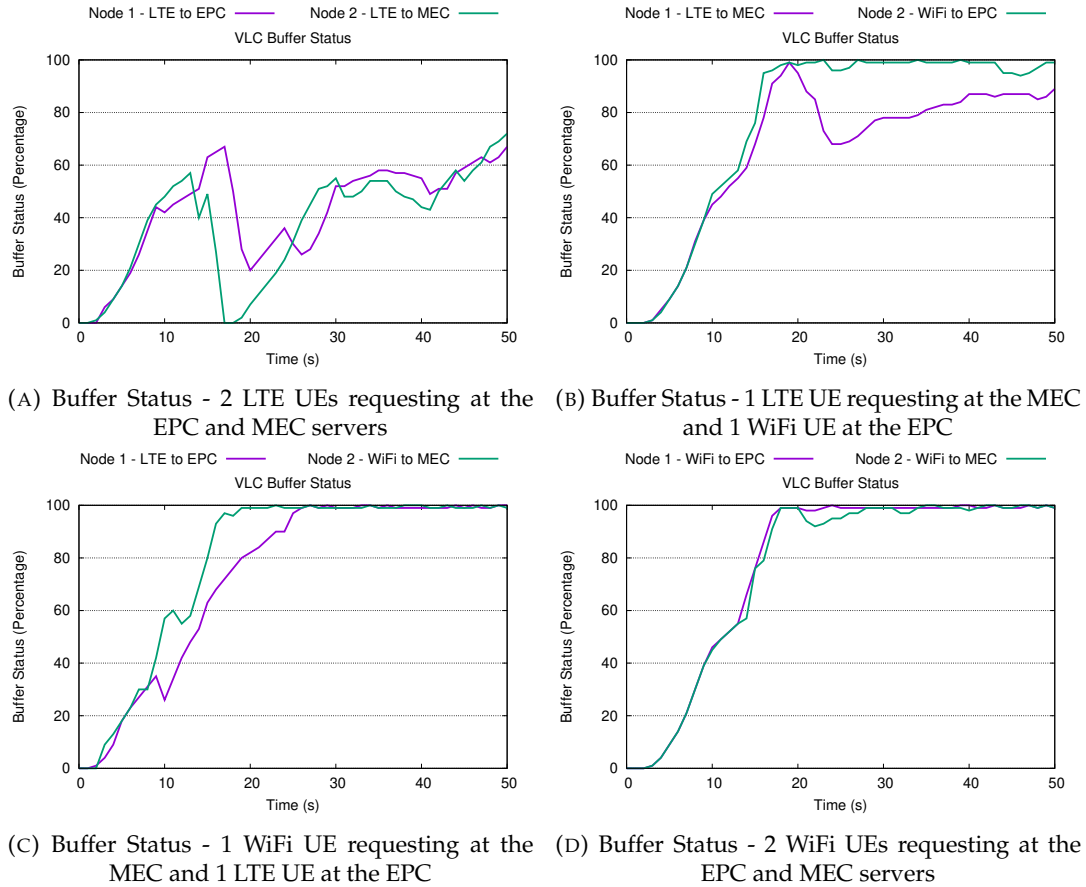 Node 1 - LTE to EPC Node 2 - LTE to MEC
VLC Buffer Status
Buffer Status (Percentage)
100
80
60
40
20
0
0 10 20 30 40 50
Time (s)
(A) Buffer Status - 2 LTE UEs requesting at the
EPC and MEC servers
Node 1 - LTE to MEC Node 2 - WiFi to EPC
VLC Buffer Status
Buffer Status (Percentage)
100
80
60
40
20
0
0 10 20 30 40 50
Time (s)
(B) Buffer Status - 1 LTE UE requesting at the MEC
and 1 WiFi UE at the EPC
Node 1 - LTE to EPC Node 2 - WiFi to MEC
VLC Buffer Status
Buffer Status (Percentage)
100
80
60
40
20
0
0 10 20 30 40 50
Time (s)
(C) Buffer Status - 1 WiFi UE requesting at the
MEC and 1 LTE UE at the EPC
Node 1 - WiFi to EPC Node 2 - WiFi to MEC
VLC Buffer Status
Buffer Status (Percentage)
100
80
60
40
20
0
0 10 20 30 40 50
Time (s)
(D) Buffer Status - 2 WiFi UEs requesting at the
EPC and MEC servers